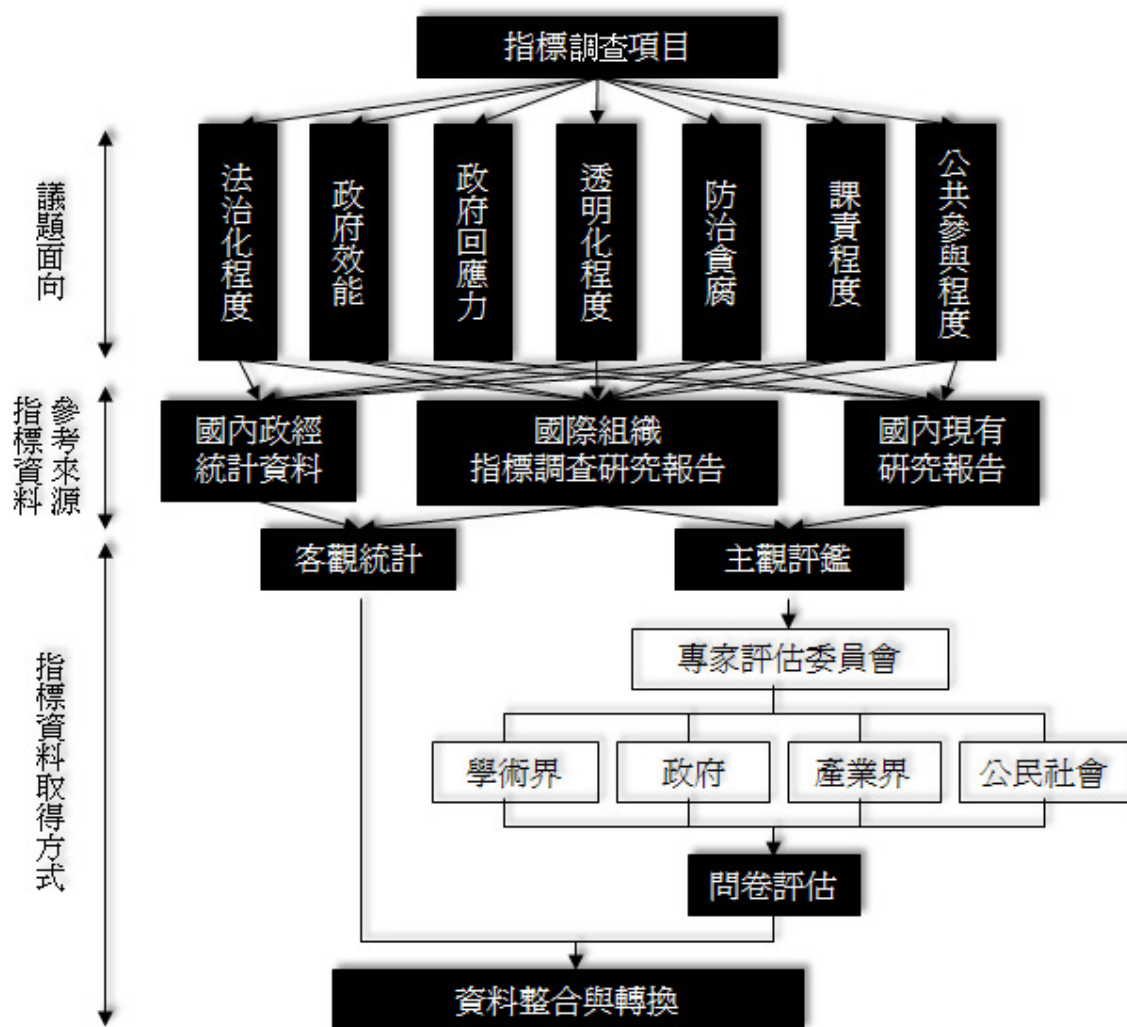 指標調查項目
議題面向
法治化程度
政府效能
政府回應力
透明化程度
防治貪腐
課責程度
公共參與程度
參考來源
指標資料
國內政經
統計資料
國際組織
指標調查研究報告
國內現有
研究報告
指標資料取得方式
客觀統計
主觀評鑑
專家評估委員會
學術界
政府
產業界
公民社會
問卷評估
資料整合與轉換